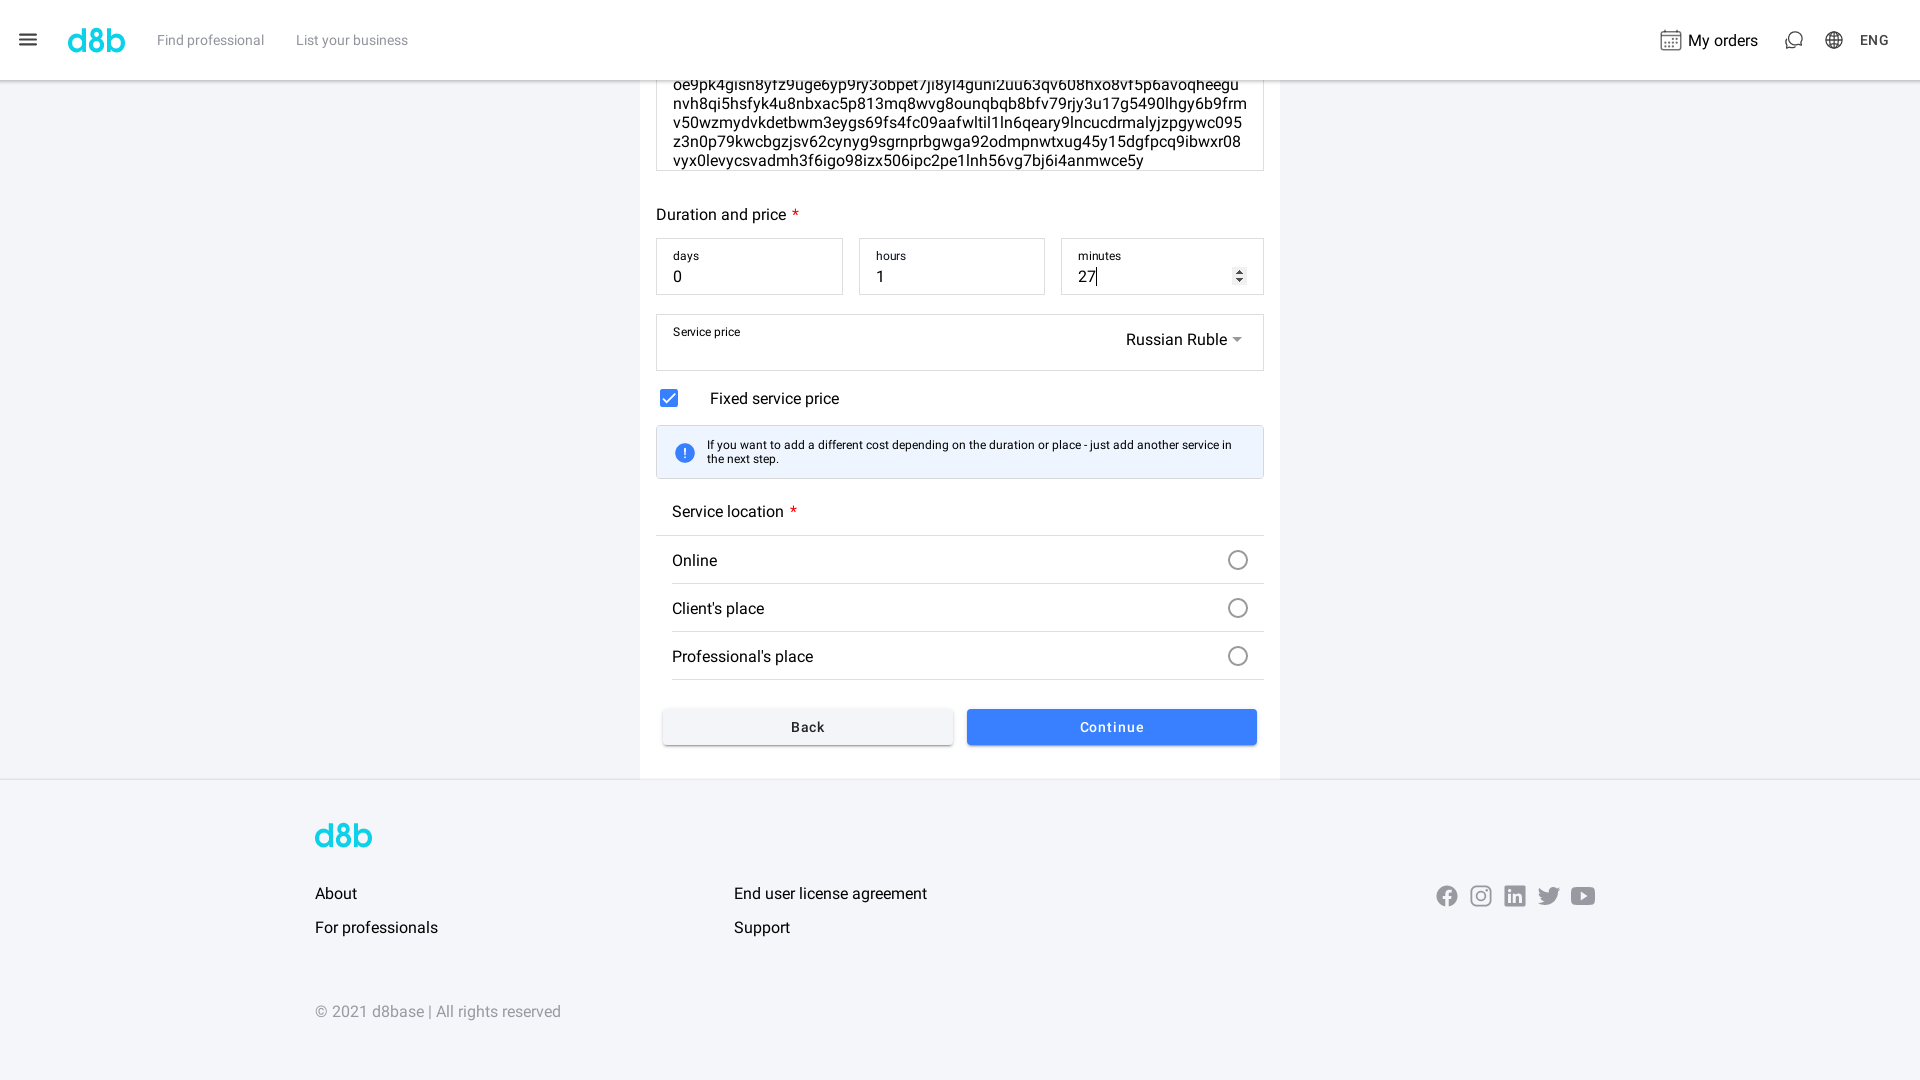 d8b
Find professional
List your business
My orders
ENG
oe9pk4gisn8yfz9uge6yp9ry3obpet7ji8yl4guni2uu63qv608hxo8vf5p6avoqheegu
nvh8qi5hsfyk4u8nbxac5p813mq8wvg8ounqbqb8bfv79rjy3u17g5490lhgy6b9frm
v50wzmydvkdetbwm3eygs69fs4fc09aafwltil1ln6qeary9lncucdrmalyjzpgywc095
z3n0p79kwcbgzjsv62cynyg9sgrnprbgwga92odmpnwtxug45y15dgfpcq9ibwxr08
vyx0levycsvadmh3f6igo98izx506ipc2pe1lnh56vg7bj6i4anmwce5y
Duration and price *
days
0
hours
1
minutes
27
Service price
Russian Ruble
Fixed service price
If you want to add a different cost depending on the duration or place - just add another service in
the next step.
Service location *
Online
Client's place
Professional's place
Back
Continue
d8b
About
For professionals
End user license agreement
Support
© 2021 d8base | All rights reserved